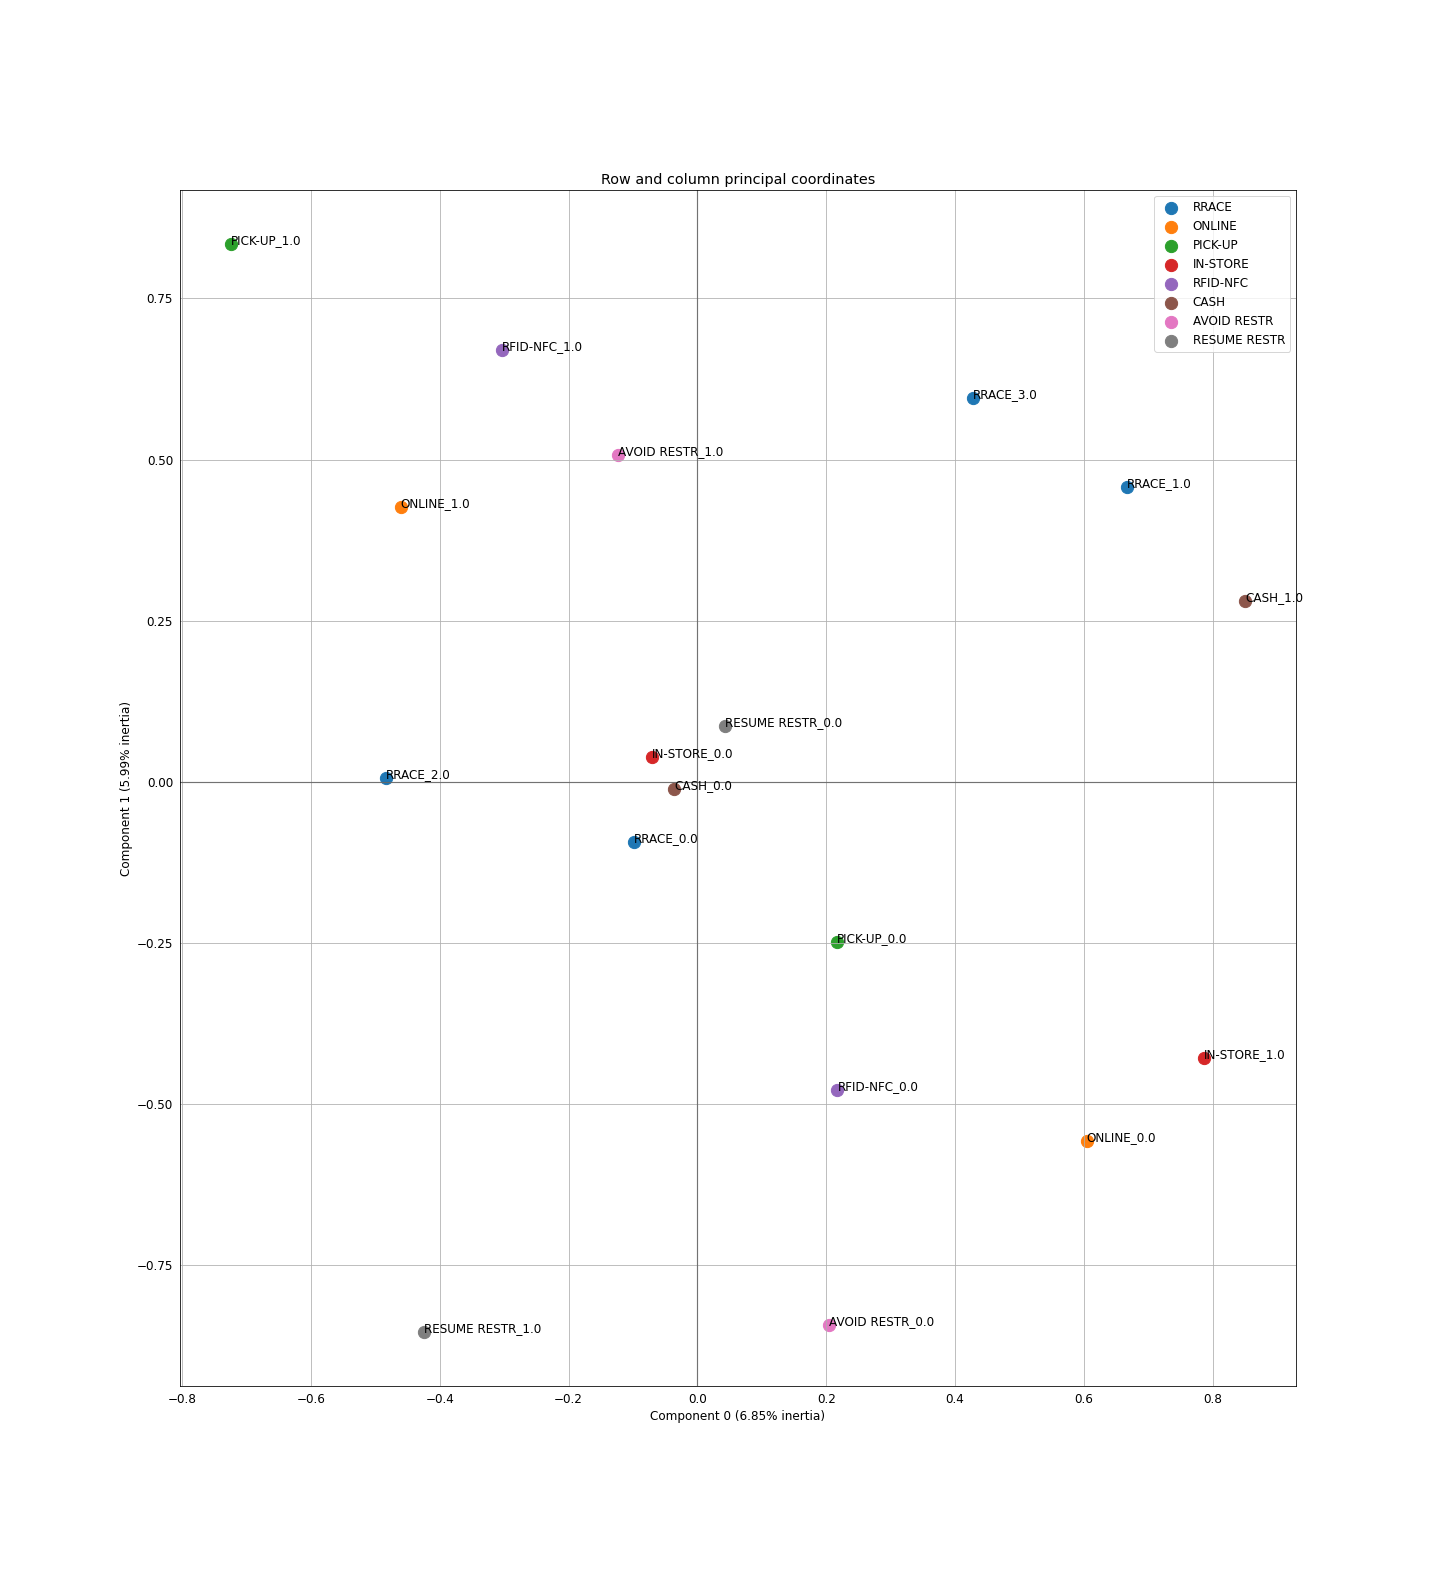 Row and column principal coordinates
RRACE
ONLINE
PICK-UP
IN-STORE
RFID-NFC
CASH
AVOID RESTR
RESUME RESTR
PICK-UP_1.0
RFID-NFC_1.0
RRACE_3.0
AVOID RESTR_1.0
RRACE_1.0
ONLINE_1.0
CASH_1.0
RESUME RESTR_0.0
IN-STORE_0.0
RRACE_2.0
CASH_0.0
RRACE_0.0
PICK-UP_0.0
IN-STORE_1.0
RFID-NFC_0.0
ONLINE_0.0
AVOID RESTR_0.0
RESUME RESTR_1.0
0.75
0.50
0.25
0.00
−0.25
−0.50
−0.75
Component 1 (5.99% inertia)
−0.8 −0.6 −0.4 −0.2 0.0 0.2 0.4 0.6 0.8
Component 0 (6.85% inertia)